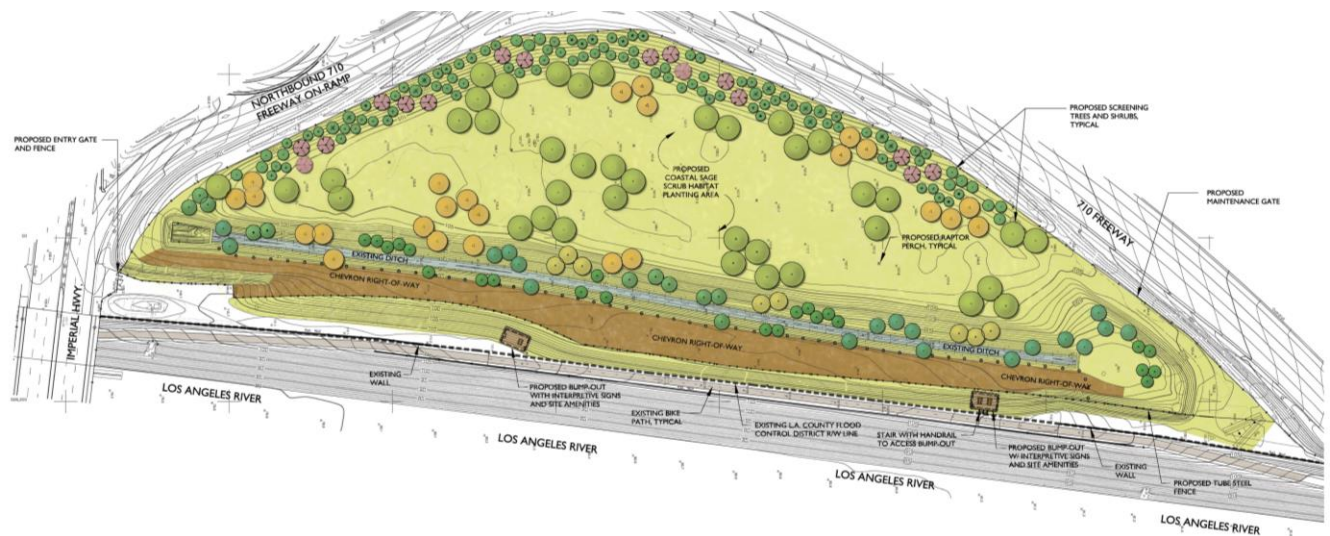 NORTHBOUND 710
FREEWAY ON-RAMP
PROPOSED ENTRY GATE
AND FENCE
PROPOSED SCREENING
TREES AND SHRUBS,
TYPICAL
PROPOSED
COASTAL SAGE
SCRUB HABITAT
PLANTING AREA
PROPOSED
MAINTENANCE GATE
710 FREEWAY
PROPOSED RAPTOR
PERCH, TYPICAL
EXISTING DITCH
CHEVRON RIGHT-OF-WAY
IMPERIAL HWY
CHEVRON RIGHT-OF-WAY
EXISTING DITCH
CHEVRON RIGHT-OF-WAY
EXISTING
WALL
PROPOSED BUMP-OUT
WITH INTERPRETIVE SIGNS
AND SITE AMENITIES
EXISTING BIKE
PATH, TYPICAL
EXISTING L.A. COUNTY FLOOD
CONTROL DISTRICT R/W LINE
STAIR WITH HANDRAIL
TO ACCESS BUMP-OUT
PROPOSED BUMP-OUT
W/ INTERPRETIVE SIGNS
AND SITE AMENITIES
EXISTING
WALL
PROPOSED TUBE STEEL
FENCE
LOS ANGELES RIVER
LOS ANGELES RIVER
LOS ANGELES RIVER
LOS ANGELES RIVER